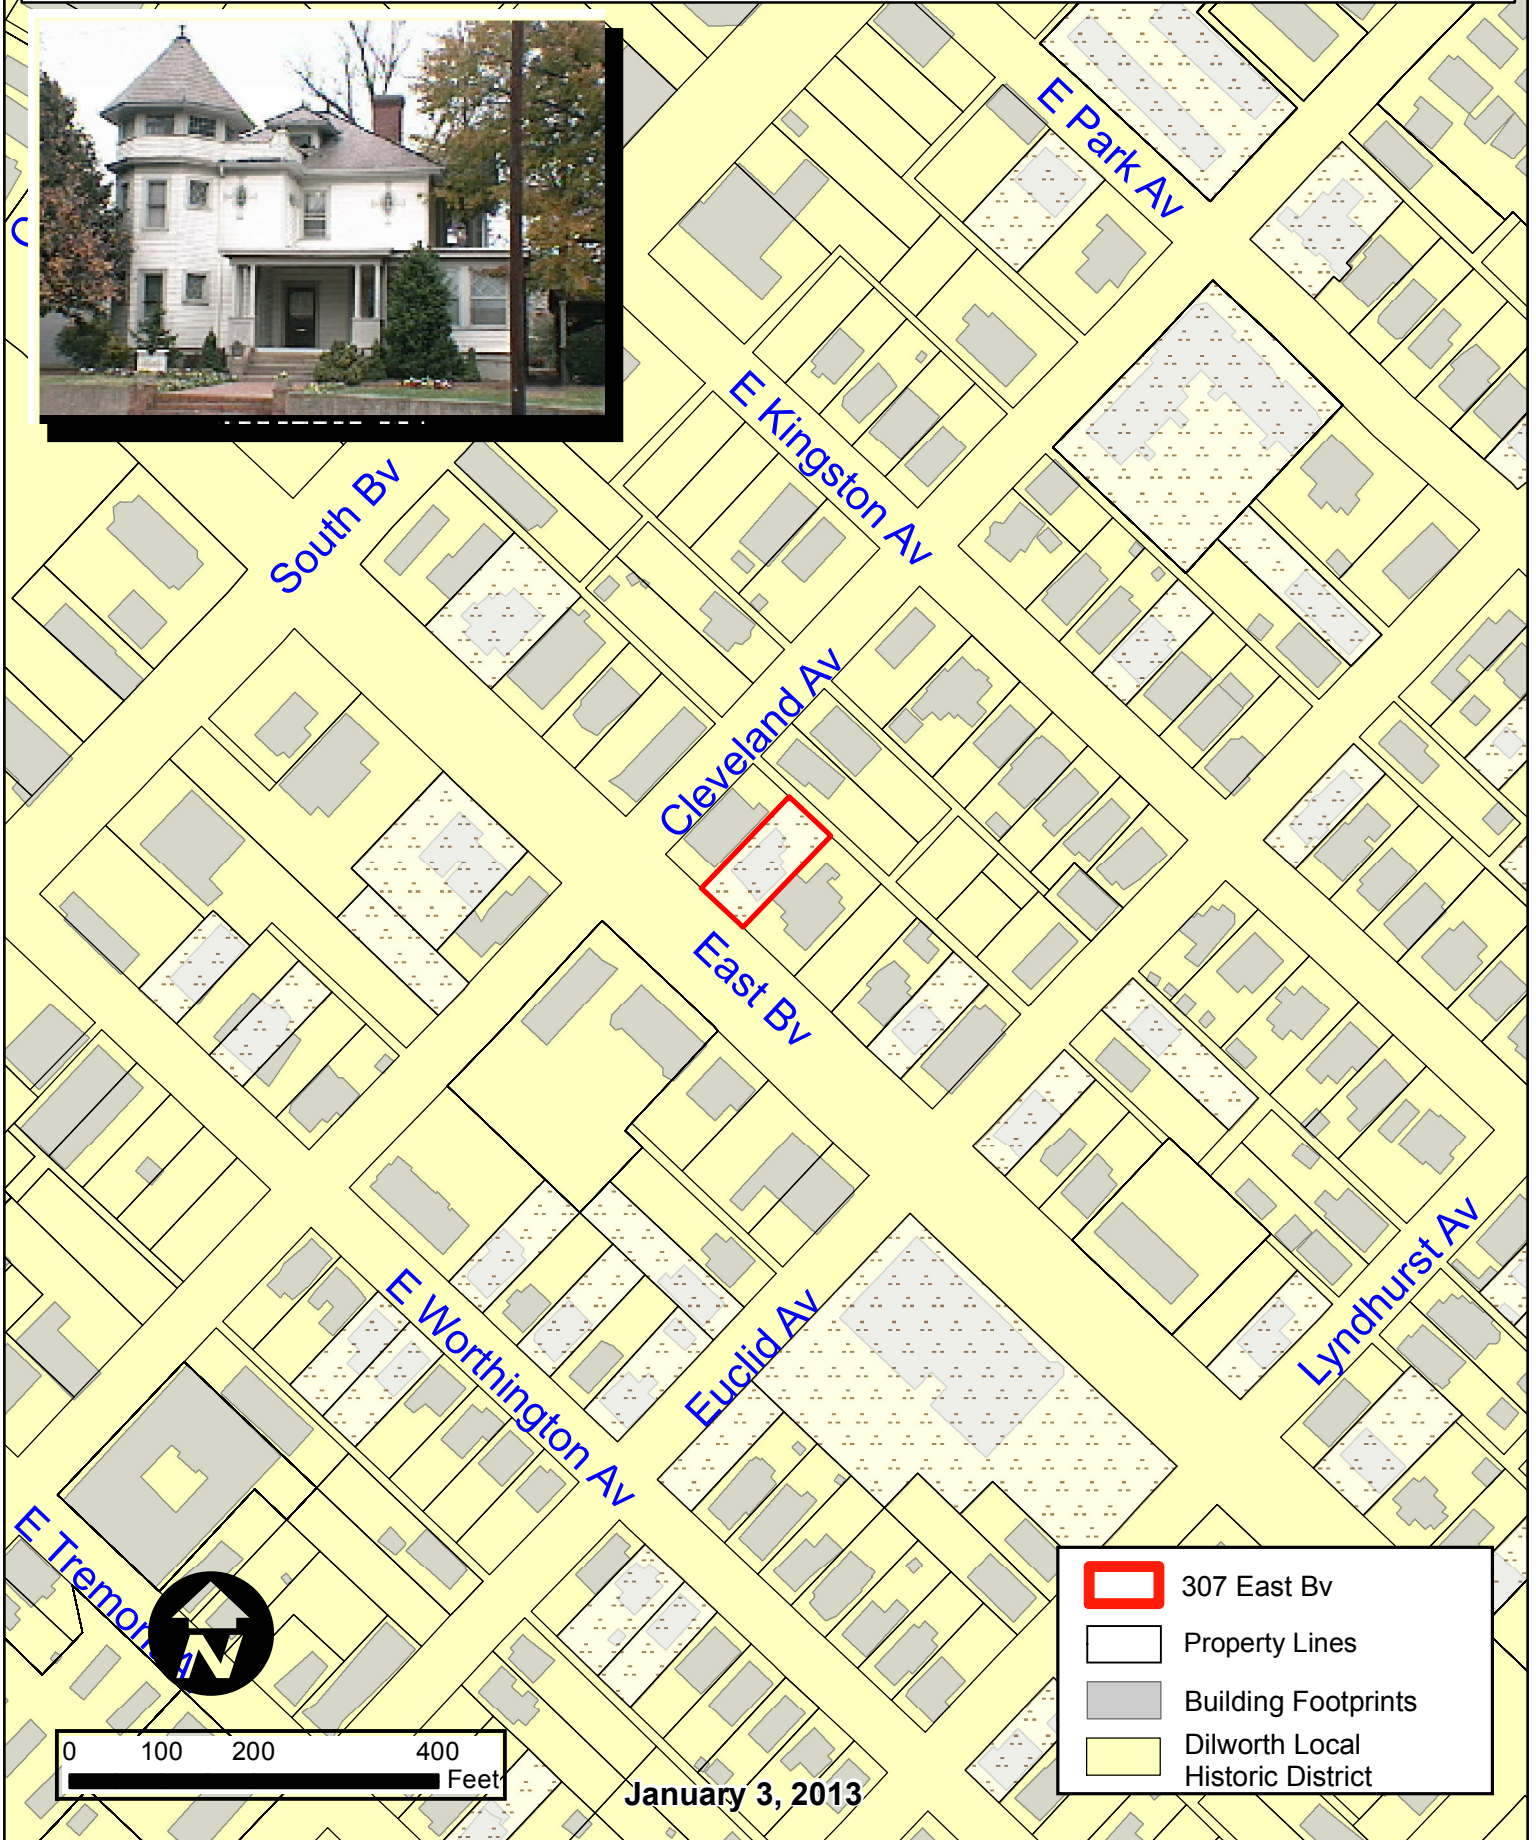 E Park Av
E Kingston Av
South Bv
Cleveland Av
East Bv
E Worthington Av
Euclid Av
Lyndhurst Av
E Tremon
N
307 East Bv
Property Lines
Building Footprints
Dilworth Local
Historic District
0 100 200 400
Feet
January 3, 2013